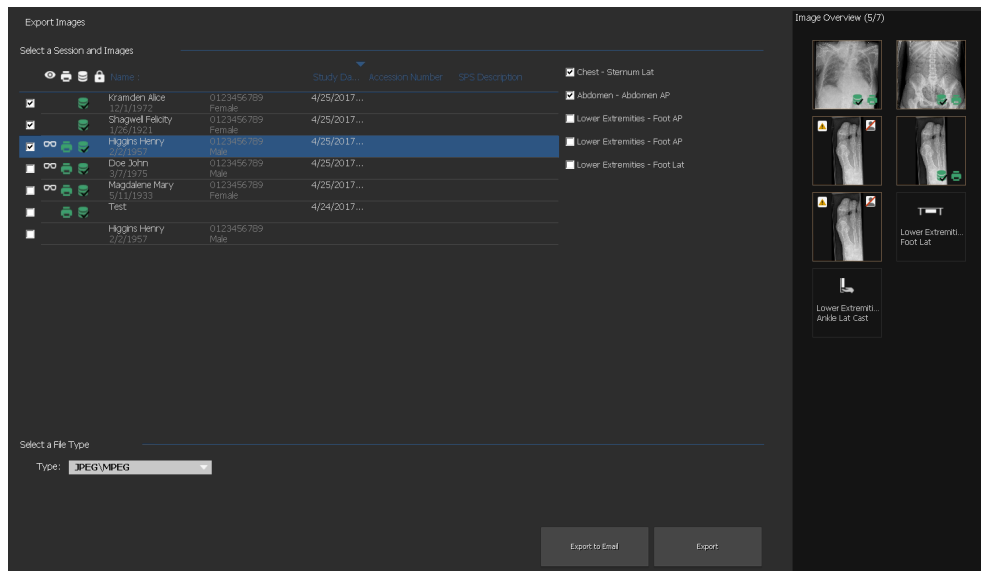 Export Images
Image Overview (5/7)
Select a Session and Images
Name : Study Da... Accession Number SPS Description
Kramden Alice 0123456789 4/25/2017...
12/1/1972 Female
Shagwell Felicity 0123456789 4/25/2017...
1/26/1921 Female
Higgins Henry 0123456789 4/25/2017...
2/2/1957 Male
Doe John 0123456789 4/25/2017...
3/7/1975 Male
Magdalene Mary 0123456789 4/25/2017...
5/11/1933 Female
Test 4/24/2017...
Higgins Henry 0123456789
2/2/1957 Male
Chest - Sternum Lat
Abdomen - Abdomen AP
Lower Extremities - Foot AP
Lower Extremities - Foot AP
Lower Extremities - Foot Lat
Lower Extremiti...
Foot Lat
Lower Extremiti...
Ankle Lat Cast
Select a File Type
Type: JPEG\MPEG
Export to Email Export